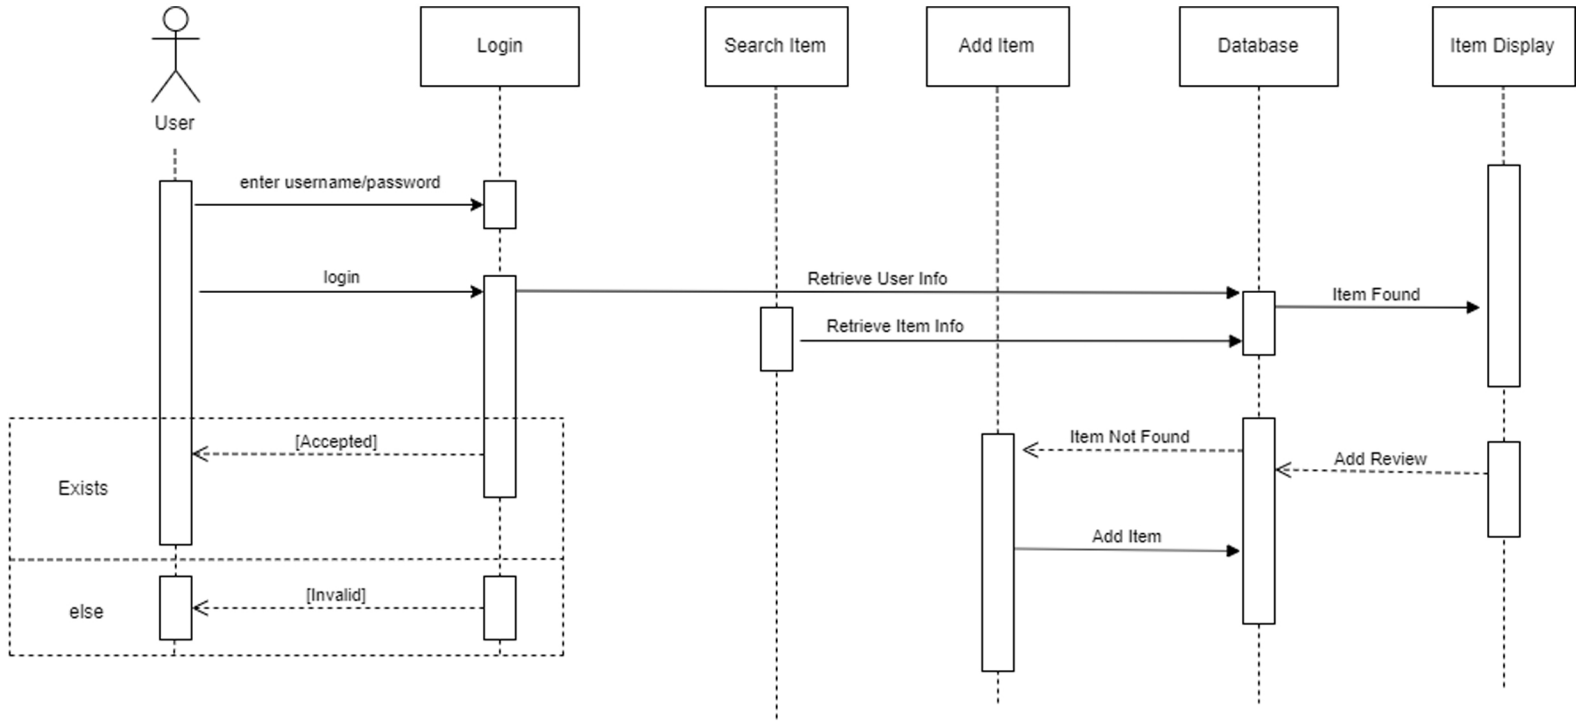 Login
Search Item
Add Item
Database
Item Display
User
enter username/password
login
Retrieve User Info
Item Found
Retrieve Item Info
[Accepted]
Item Not Found
Add Review
Exists
Add Item
[Invalid]
else